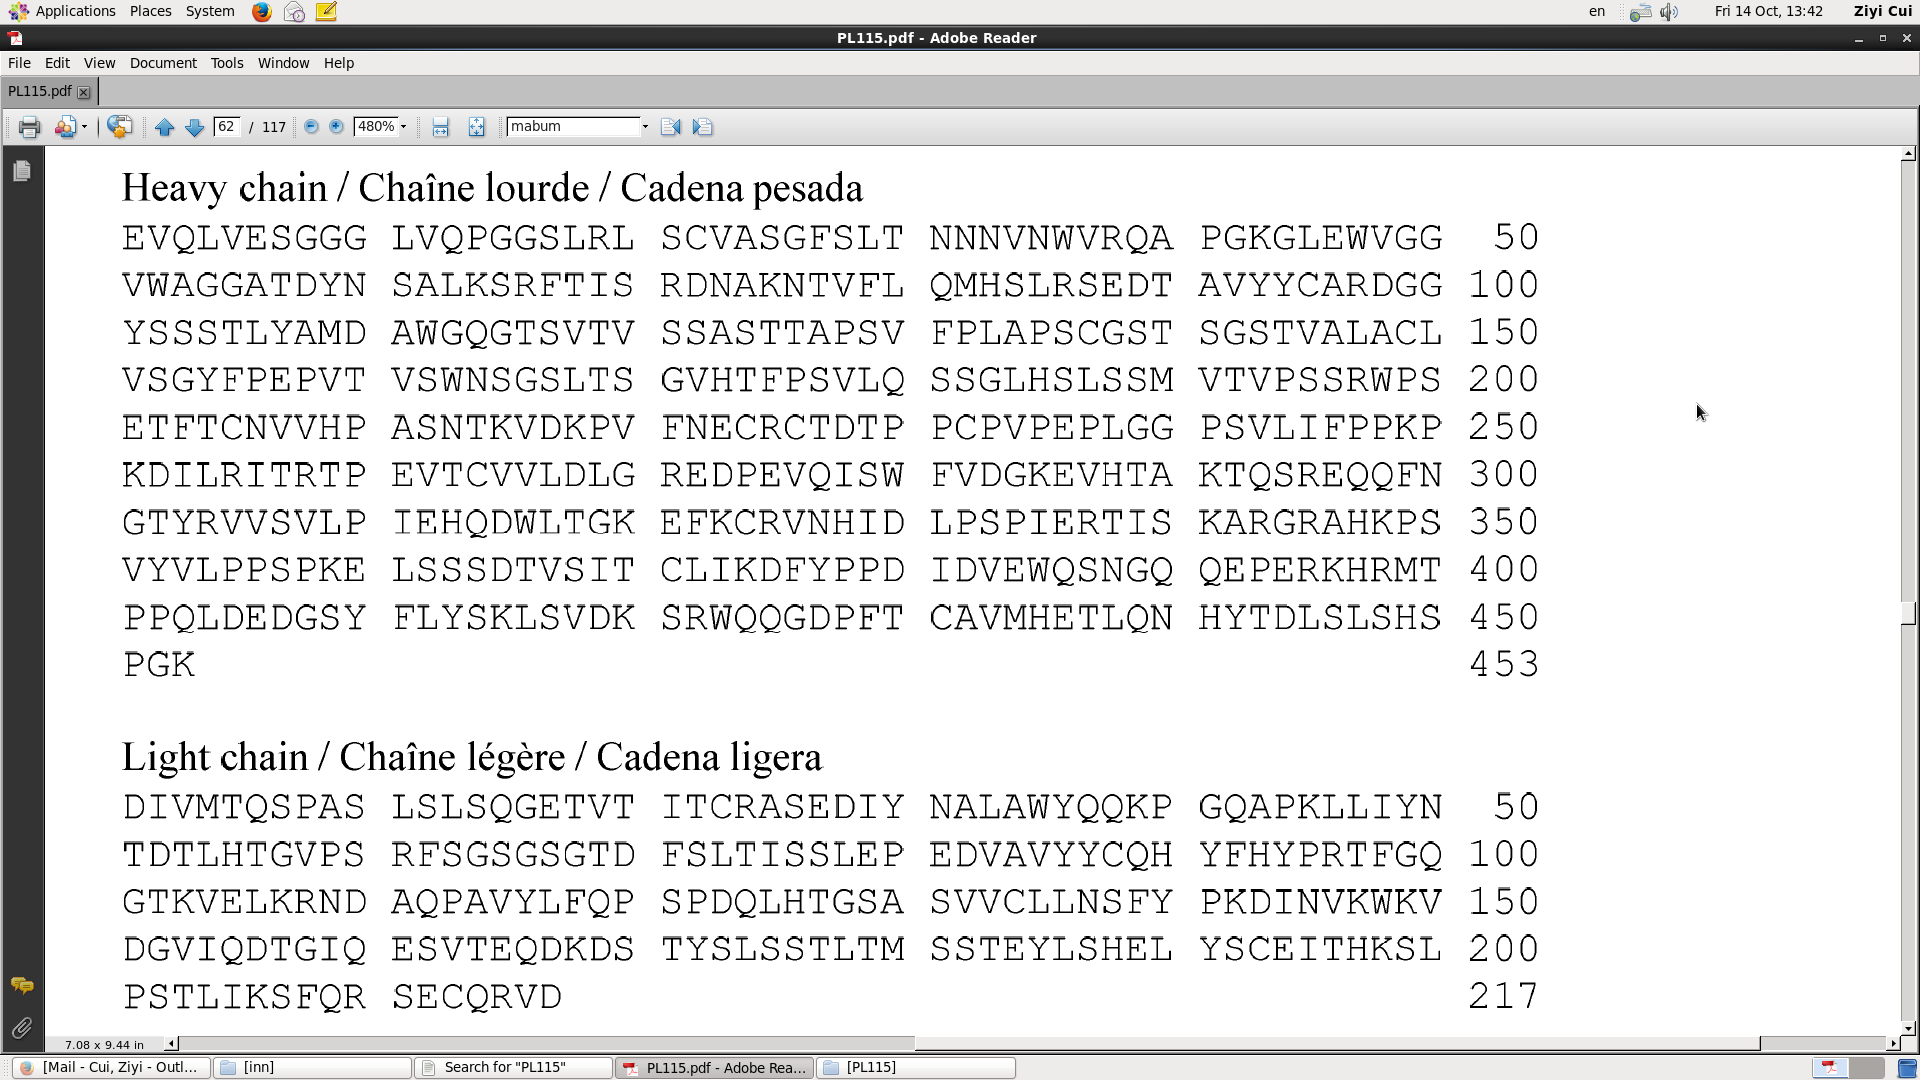 Applications Places System en Fri 14 Oct, 13:42 Ziyi Cui
PL115.pdf - Adobe Reader
File Edit View Document Tools Window Help
PL115.pdf
62 / 117 480% mabum
Heavy chain / Chaîne lourde / Cadena pesada
EVQLVESGGG LVQPGGSLRL SCVASGFSLT NNNVNWVRQA PGKGLEWVGG 50
VWAGGATDYN SALKSRFTIS RDNAKNTVFL QMHSLRSEDT AVYYCARDGG 100
YSSSTLYAMD AWGQGTSVTV SSASTTAPSV FPLAPSCGST SGSTVALACL 150
VSGYFPEPVT VSWNSGSLTS GVHTFPSVLQ SSGLHSLSSM VTVPSSRWPS 200
ETFTCNVVHP ASNTKVDKPV FNECRCTDTP PCPVPEPLGG PSVLIFPPKP 250
KDILRITRTP EVTCVVLDLG REDPEVQISW FVDGKEVHTA KTQSREQQFN 300
GTYRVVSVLP IEHQDWLTGK EFKCRVNHID LPSPIERTIS KARGRAHKPS 350
VYVLPPSPKE LSSSDTVSIT CLIKDFYPPD IDVEWQSNGQ QEPERKHRMT 400
PPQLDEDGSY FLYSKLSVDK SRWQQGDPFT CAVMHETLQN HYTDLSLSHS 450
PGK 453
Light chain / Chaîne légère / Cadena ligera
DIVMTQSPAS LSLSQGETVT ITCRASEDIY NALAWYQQKP GQAPKLLIYN 50
TDTLHTGVPS RFSGSGSGTD FSLTISSLEP EDVAVYYCQH YFHYPRTFGQ 100
GTKVELKRND AQPAVYLFQP SPDQLHTGSA SVVCLLNSFY PKDINVKWKV 150
DGVIQDTGIQ ESVTEQDKDS TYSLSSTLTM SSTEYLSHEL YSCEITHKSL 200
PSTLIKSFQR SECQRVD 217
7.08 x 9.44 in
[Mail - Cui, Ziyi - Outl... [inn] Search for "PL115" PL115.pdf - Adobe Rea... [PL115]